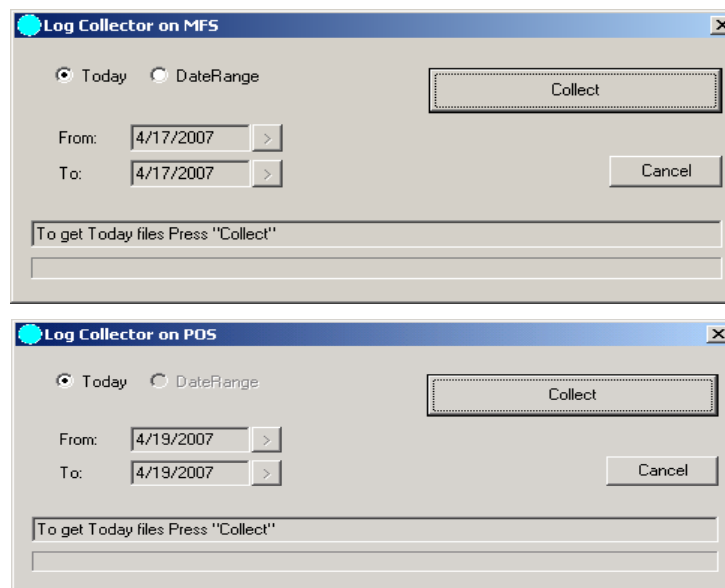 Log Collector on MFS
Today DateRange
Collect
From: 4/17/2007 >
To: 4/17/2007 >
Cancel
To get Today files Press "Collect"
Log Collector on POS
Today DateRange
Collect
From: 4/19/2007 >
To: 4/19/2007 >
Cancel
To get Today files Press "Collect"